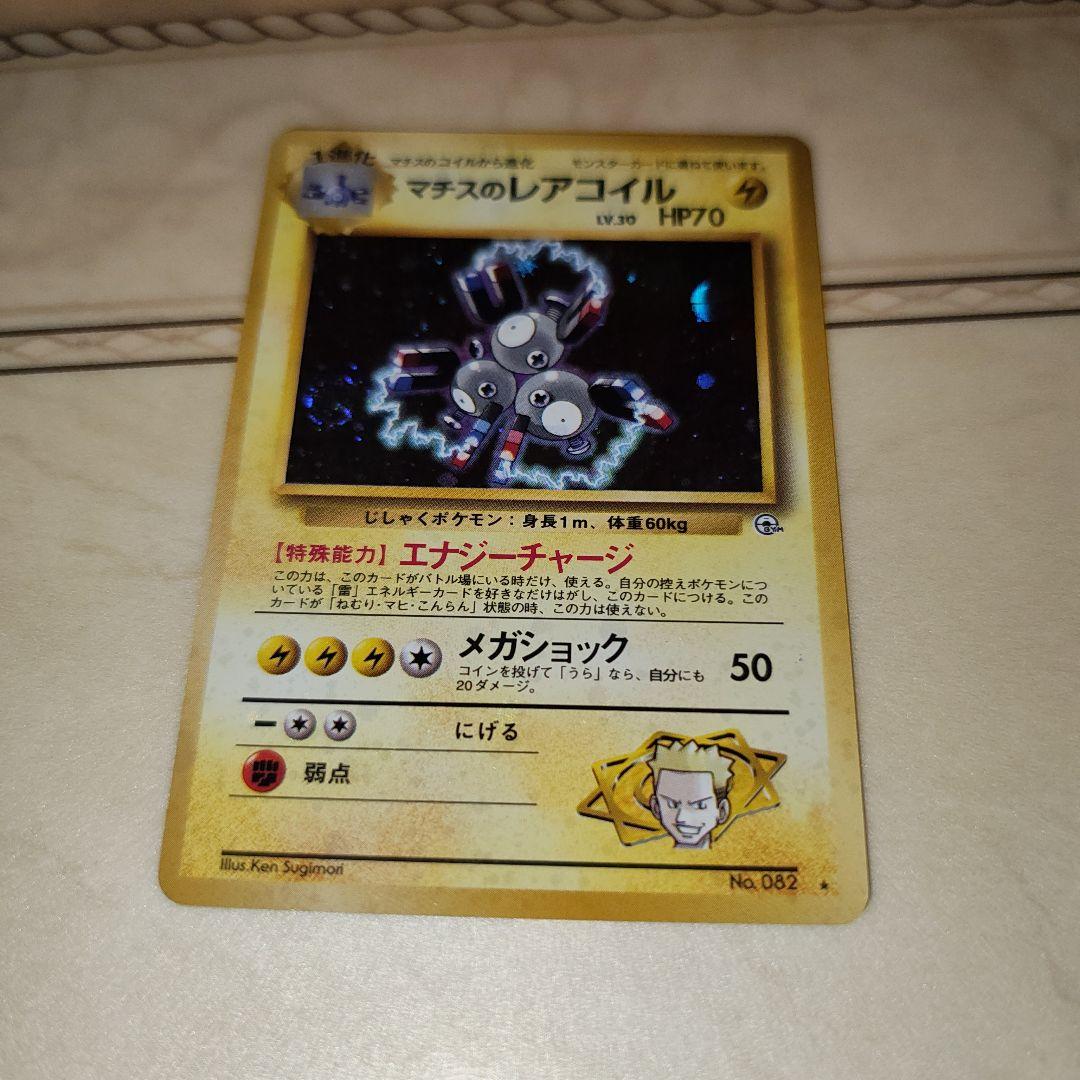 1進化
マチスのコイルから進化 モンスターカードに重ねて使います。
マチスのレアコイル
LV.30 HP70
じしゃくポケモン：身長1m、体重60kg
GYM
【特殊能力】エナジーチャージ
この力は、このカードがバトル場にいる時だけ、使える。自分の控えポケモンにつ
いている「雷」エネルギーカードを好きなだけはがし、このカードにつける。この
カードが「ねむり・マヒ・こんらん」状態の時、この力は使えない。
メガショック 50
コインを投げて「うら」なら、自分にも
20ダメージ。
にげる
弱点
Illus.Ken Sugimori
No. 082 ★